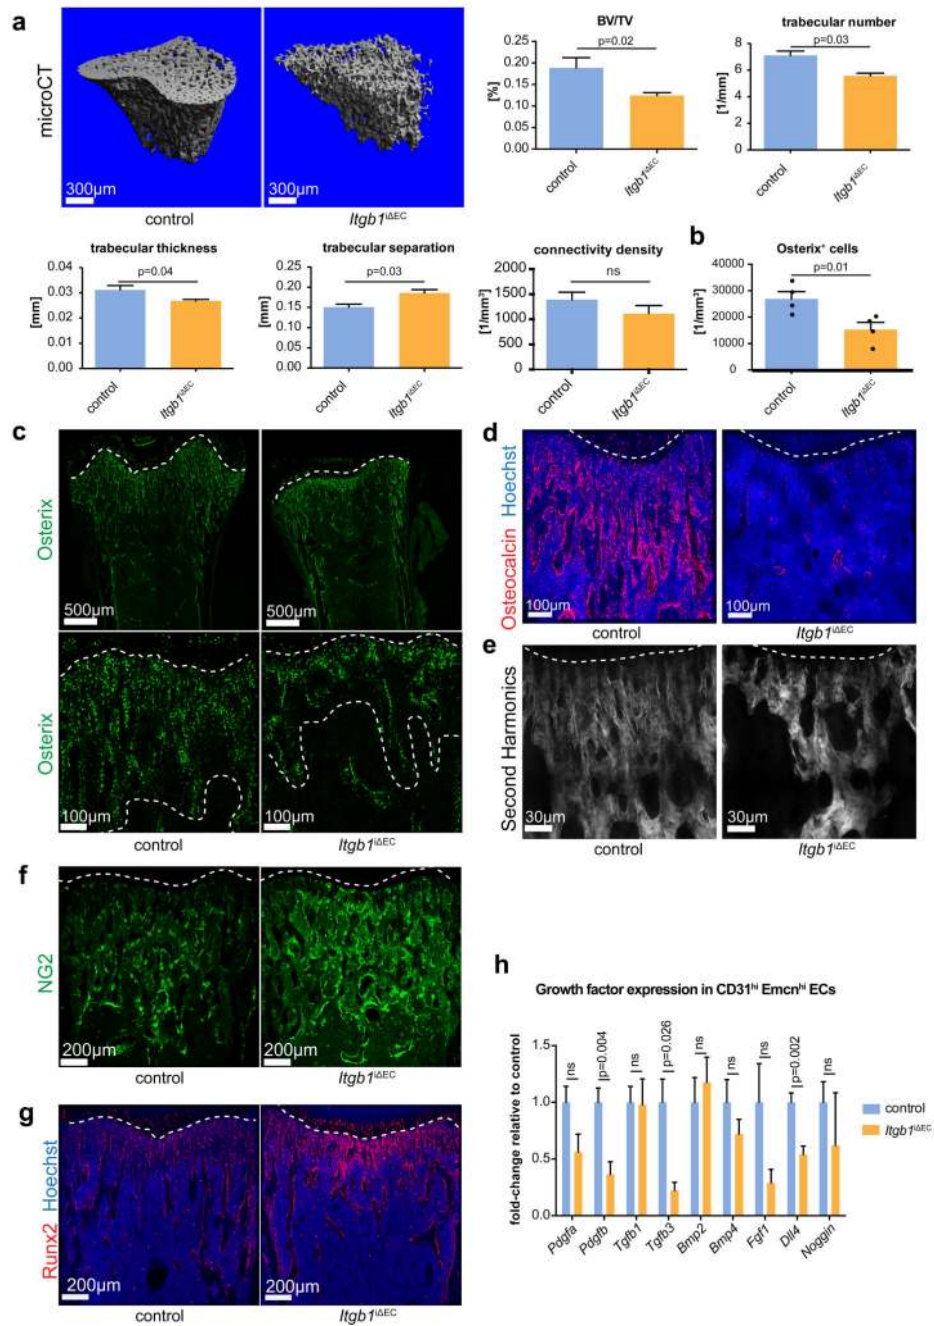 a
microCT
300µm
300µm
control
Itgb1iΔEC
BV/TV
p=0.02
[%]
0.25
0.20
0.15
0.10
0.05
0.00
control
Itgb1iΔEC
trabecular number
p=0.03
[1/mm]
8
6
4
2
0
control
Itgb1iΔEC
trabecular thickness
p=0.04
[mm]
0.04
0.03
0.02
0.01
0.00
control
Itgb1iΔEC
trabecular separation
p=0.03
[mm]
0.25
0.20
0.15
0.10
0.05
0.00
control
Itgb1iΔEC
connectivity density
ns
[1/mm³]
2000
1500
1000
500
0
control
Itgb1iΔEC
b
Osterix⁺ cells
p=0.01
[1/mm³]
40000
30000
20000
10000
0
control
Itgb1iΔEC
c
Osterix
500µm
500µm
Osterix
100µm
100µm
control
Itgb1iΔEC
d
Osteocalcin Hoechst
100µm
100µm
control
Itgb1iΔEC
e
Second Harmonics
30µm
30µm
control
Itgb1iΔEC
f
NG2
200µm
200µm
control
Itgb1iΔEC
g
Runx2 Hoechst
200µm
200µm
control
Itgb1iΔEC
h
Growth factor expression in CD31hi Emcnhi ECs
fold-change relative to control
1.5
1.0
0.5
0.0
ns
p=0.004
ns
p=0.026
ns
ns
ns
p=0.002
ns
control
Itgb1iΔEC
Pdgfa
Pdgfb
Tgfb1
Tgfb3
Bmp2
Bmp4
Fgf1
Dll4
Noggin